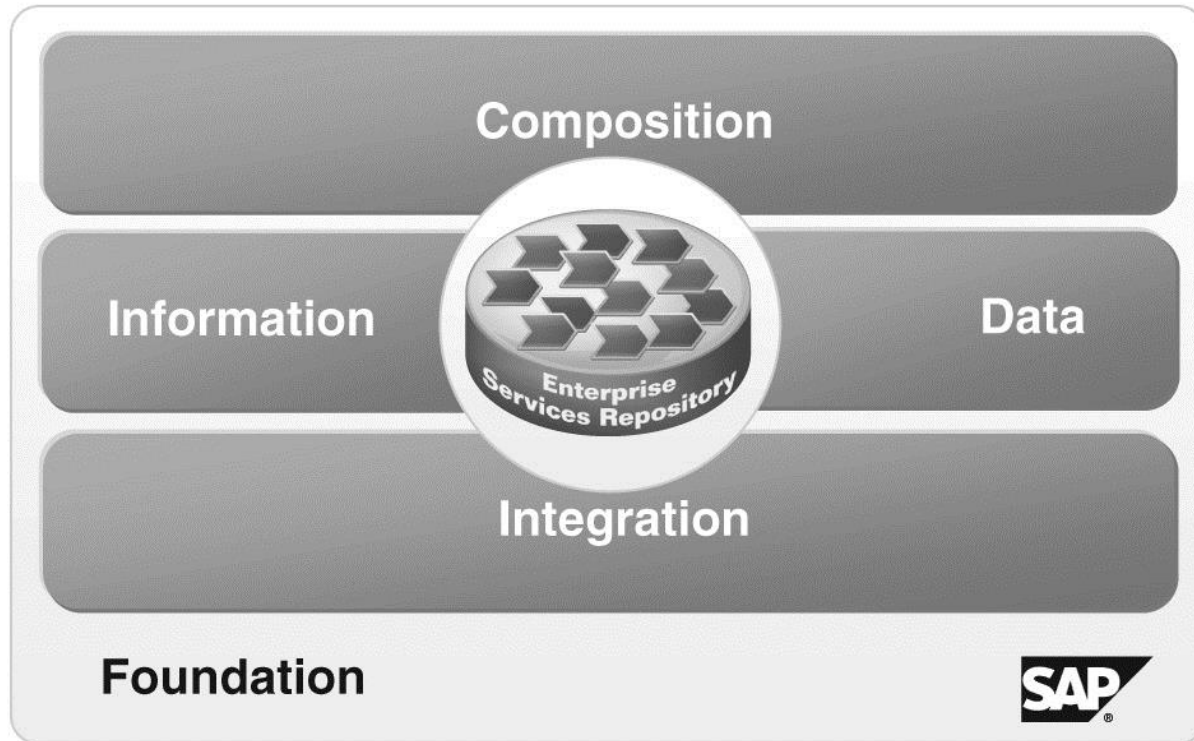 Composition
Information
Data
Enterprise
Services Repository
Integration
Foundation
SAP
®